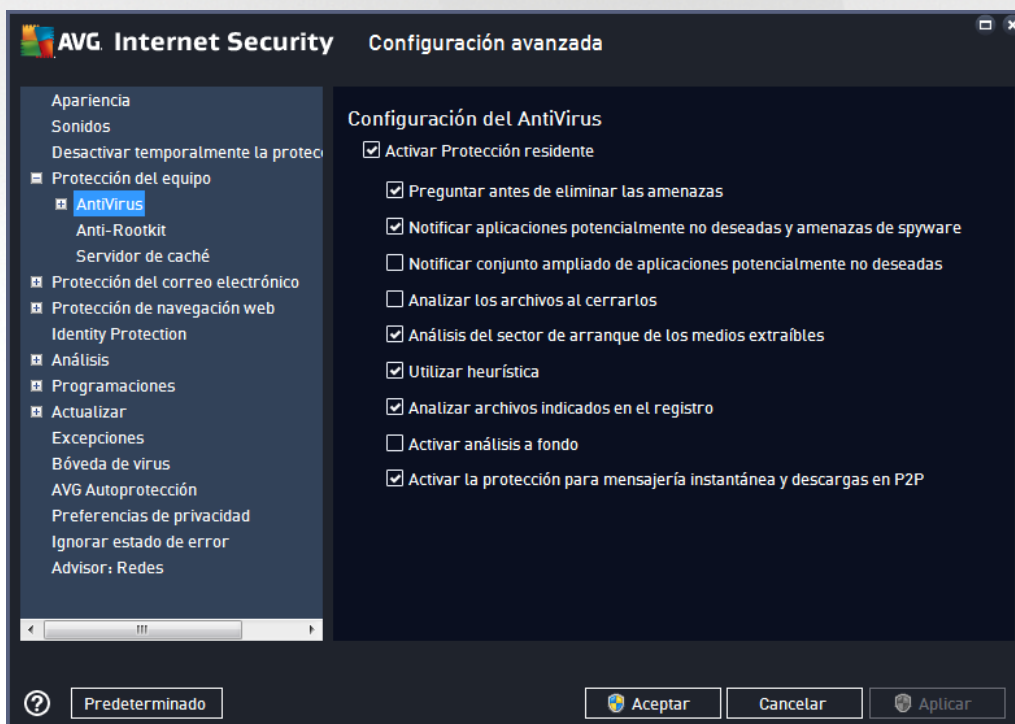 AVG. Internet Security Configuración avanzada
Apariencia
Sonidos
Desactivar temporalmente la protec
Protección del equipo
AntiVirus
Anti-Rootkit
Servidor de caché
Protección del correo electrónico
Protección de navegación web
Identity Protection
Análisis
Programaciones
Actualizar
Excepciones
Bóveda de virus
AVG Autoprotección
Preferencias de privacidad
Ignorar estado de error
Advisor: Redes
Configuración del AntiVirus
Activar Protección residente
Preguntar antes de eliminar las amenazas
Notificar aplicaciones potencialmente no deseadas y amenazas de spyware
Notificar conjunto ampliado de aplicaciones potencialmente no deseadas
Analizar los archivos al cerrarlos
Análisis del sector de arranque de los medios extraíbles
Utilizar heurística
Analizar archivos indicados en el registro
Activar análisis a fondo
Activar la protección para mensajería instantánea y descargas en P2P
? Predeterminado Aceptar Cancelar Aplicar